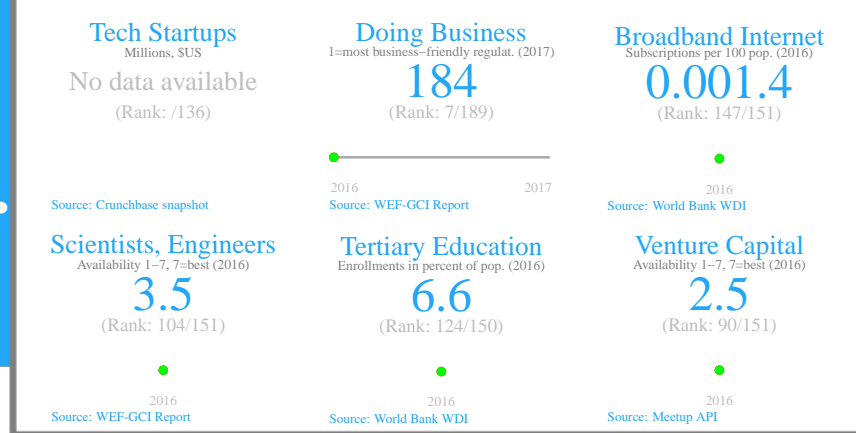 Tech Startups
Millions, $US
No data available
(Rank: /136)
Source: Crunchbase snapshot
Doing Business
1=most business−friendly regulat. (2017)
184
(Rank: 7/189)
2016 2017
Source: WEF-GCI Report
Broadband Internet
Subscriptions per 100 pop. (2016)
0.001.4
(Rank: 147/151)
2016
Source: World Bank WDI
Scientists, Engineers
Availability 1−7, 7=best (2016)
3.5
(Rank: 104/151)
2016
Source: WEF-GCI Report
Tertiary Education
Enrollments in percent of pop. (2016)
6.6
(Rank: 124/150)
2016
Source: World Bank WDI
Venture Capital
Availability 1−7, 7=best (2016)
2.5
(Rank: 90/151)
2016
Source: Meetup API